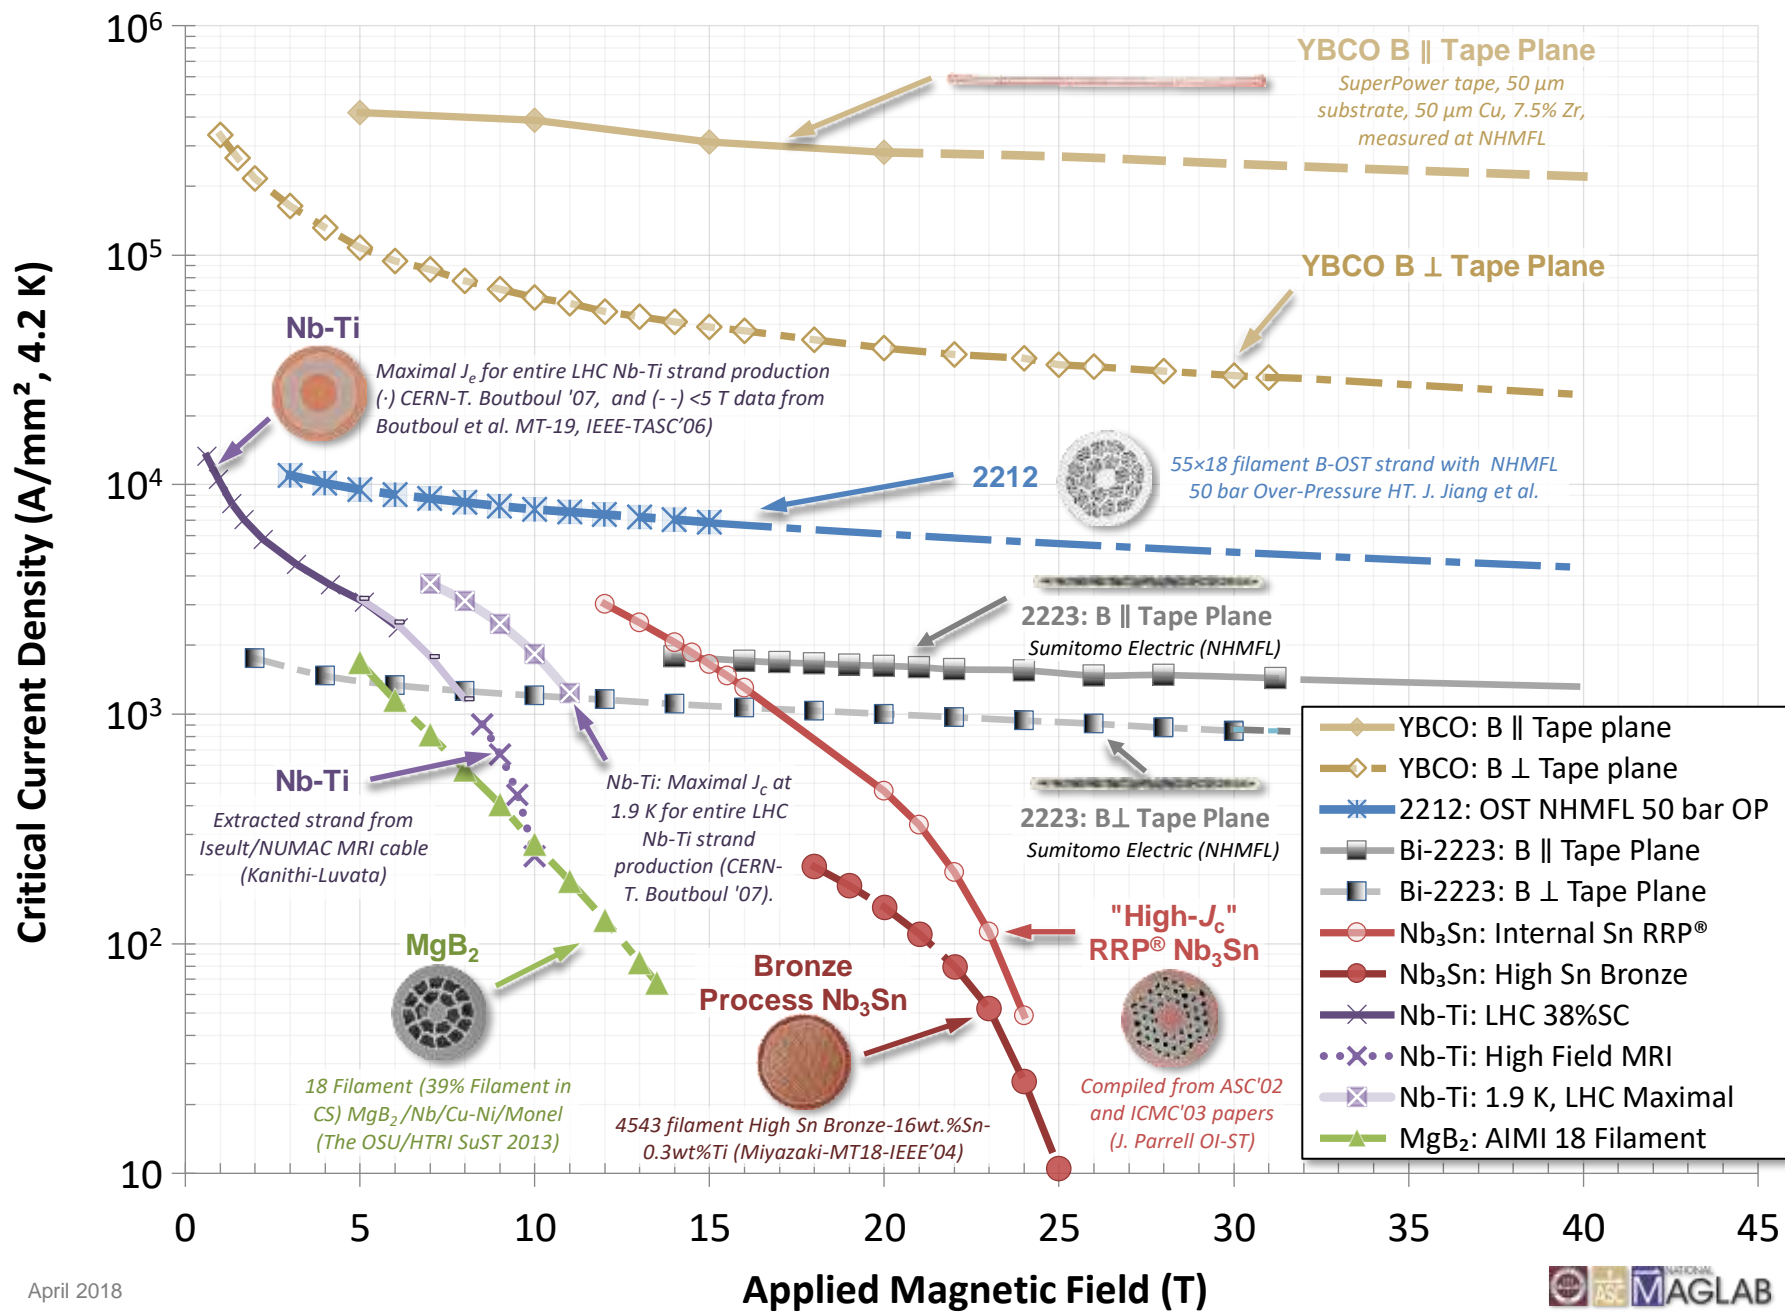 10⁶
10⁵
10⁴
10³
10²
10
0
5
10
15
20
25
30
35
40
45
Critical Current Density (A/mm², 4.2 K)
Applied Magnetic Field (T)
YBCO B ∥ Tape Plane
SuperPower tape, 50 µm
substrate, 50 µm Cu, 7.5% Zr,
measured at NHMFL
YBCO B ⊥ Tape Plane
Nb-Ti
Maximal Jₑ for entire LHC Nb-Ti strand production
(·) CERN-T. Boutboul '07, and (- -) <5 T data from
Boutboul et al. MT-19, IEEE-TASC’06)
2212
55×18 filament B-OST strand with NHMFL
50 bar Over-Pressure HT. J. Jiang et al.
2223: B ∥ Tape Plane
Sumitomo Electric (NHMFL)
2223: B⊥ Tape Plane
Sumitomo Electric (NHMFL)
Nb-Ti
Extracted strand from
Iseult/NUMAC MRI cable
(Kanithi-Luvata)
Nb-Ti: Maximal J꜀ at
1.9 K for entire LHC
Nb-Ti strand
production (CERN-
T. Boutboul '07).
MgB₂
18 Filament (39% Filament in
CS) MgB₂/Nb/Cu-Ni/Monel
(The OSU/HTRI SuST 2013)
Bronze
Process Nb₃Sn
4543 filament High Sn Bronze-16wt.%Sn-
0.3wt%Ti (Miyazaki-MT18-IEEE’04)
"High-J꜀"
RRP® Nb₃Sn
Compiled from ASC'02
and ICMC'03 papers
(J. Parrell OI-ST)
YBCO: B ∥ Tape plane
YBCO: B ⊥ Tape plane
2212: OST NHMFL 50 bar OP
Bi-2223: B ∥ Tape Plane
Bi-2223: B ⊥ Tape Plane
Nb₃Sn: Internal Sn RRP®
Nb₃Sn: High Sn Bronze
Nb-Ti: LHC 38%SC
Nb-Ti: High Field MRI
Nb-Ti: 1.9 K, LHC Maximal
MgB₂: AIMI 18 Filament
April 2018
ASC
NATIONAL
MAGLAB